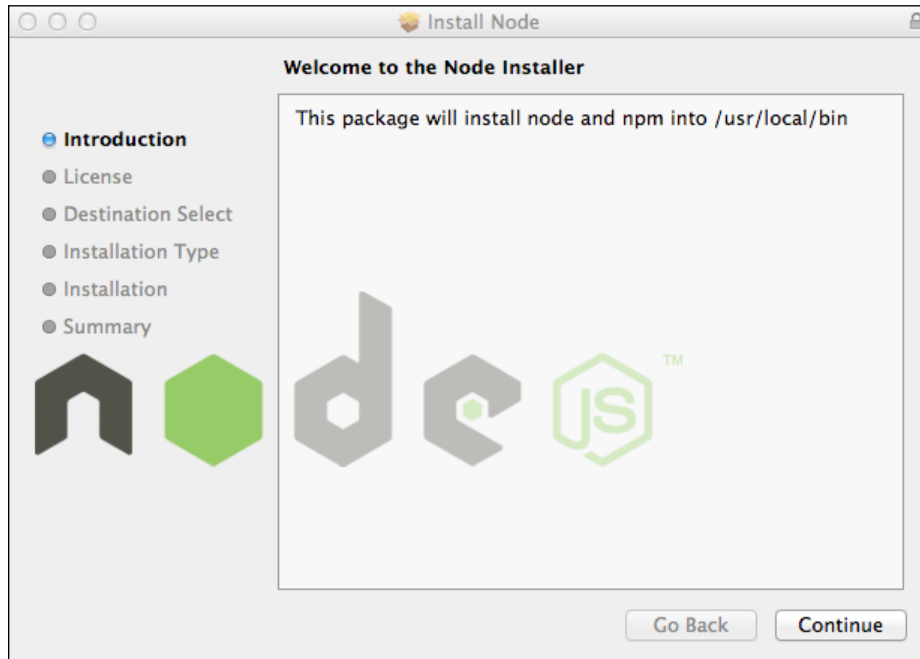 Install Node
Welcome to the Node Installer
This package will install node and npm into /usr/local/bin
Introduction
License
Destination Select
Installation Type
Installation
Summary
node
JS
TM
Go Back
Continue